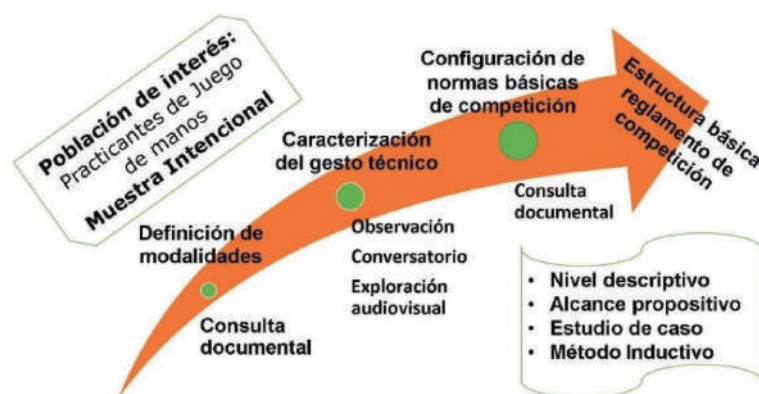 Población de interés:
Practicantes de Juego
de manos
Muestra Intencional
Definición de
modalidades
Consulta
documental
Caracterización
del gesto técnico
Observación
Conversatorio
Exploración
audiovisual
Configuración de
normas básicas
de competición
Consulta
documental
Estructura básica
reglamento de
competición
• Nivel descriptivo
• Alcance propositivo
• Estudio de caso
• Método Inductivo